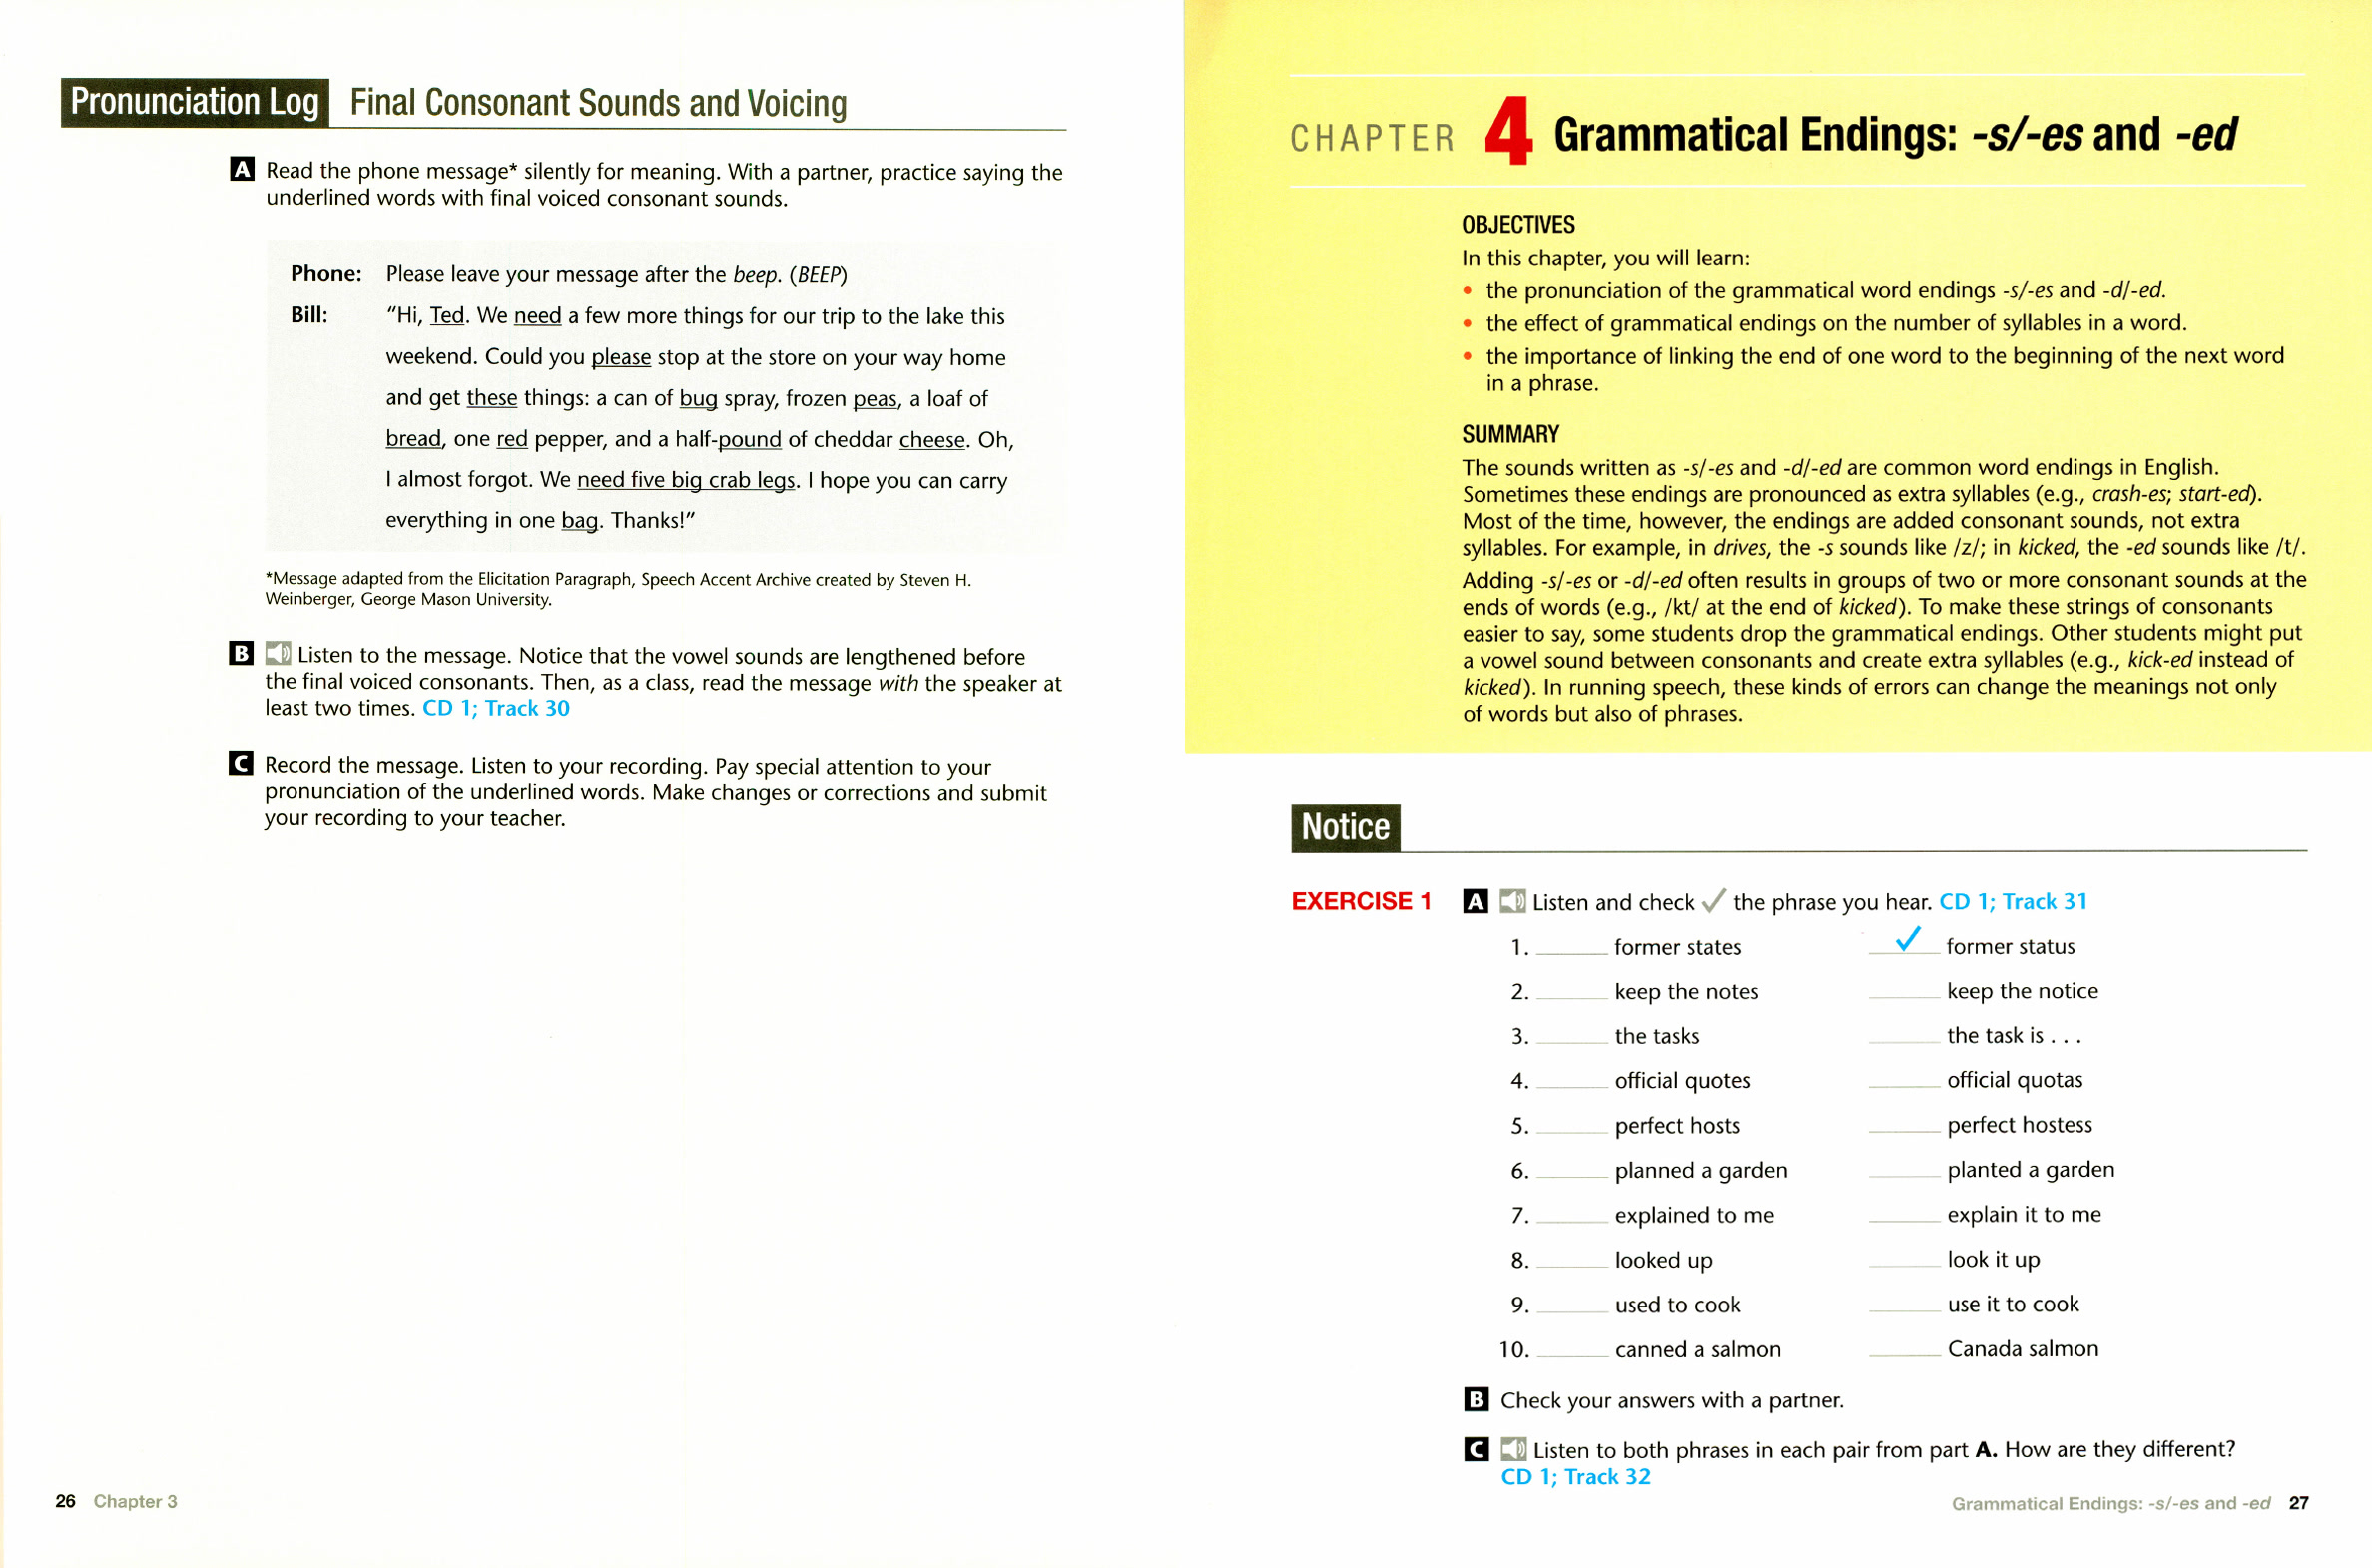 Pronunciation Log Final Consonant Sounds and Voicing
A Read the phone message* silently for meaning. With a partner, practice saying the
underlined words with final voiced consonant sounds.
Phone: Please leave your message after the beep. (BEEP)
Bill: "Hi, Ted. We need a few more things for our trip to the lake this
weekend. Could you please stop at the store on your way home
and get these things: a can of bug spray, frozen peas, a loaf of
bread, one red pepper, and a half-pound of cheddar cheese. Oh,
I almost forgot. We need five big crab legs. I hope you can carry
everything in one bag. Thanks!"
*Message adapted from the Elicitation Paragraph, Speech Accent Archive created by Steven H.
Weinberger, George Mason University.
B Listen to the message. Notice that the vowel sounds are lengthened before
the final voiced consonants. Then, as a class, read the message with the speaker at
least two times. CD 1; Track 30
C Record the message. Listen to your recording. Pay special attention to your
pronunciation of the underlined words. Make changes or corrections and submit
your recording to your teacher.
26 Chapter 3
CHAPTER 4 Grammatical Endings: -s/-es and -ed
OBJECTIVES
In this chapter, you will learn:
• the pronunciation of the grammatical word endings -s/-es and -d/-ed.
• the effect of grammatical endings on the number of syllables in a word.
• the importance of linking the end of one word to the beginning of the next word
in a phrase.
SUMMARY
The sounds written as -s/-es and -d/-ed are common word endings in English.
Sometimes these endings are pronounced as extra syllables (e.g., crash-es; start-ed).
Most of the time, however, the endings are added consonant sounds, not extra
syllables. For example, in drives, the -s sounds like /z/; in kicked, the -ed sounds like /t/.
Adding -s/-es or -d/-ed often results in groups of two or more consonant sounds at the
ends of words (e.g., /kt/ at the end of kicked). To make these strings of consonants
easier to say, some students drop the grammatical endings. Other students might put
a vowel sound between consonants and create extra syllables (e.g., kick-ed instead of
kicked). In running speech, these kinds of errors can change the meanings not only
of words but also of phrases.
Notice
EXERCISE 1 A Listen and check ✓ the phrase you hear. CD 1; Track 31
1. ______ former states ✓ former status
2. ______ keep the notes ______ keep the notice
3. ______ the tasks ______ the task is . . .
4. ______ official quotes ______ official quotas
5. ______ perfect hosts ______ perfect hostess
6. ______ planned a garden ______ planted a garden
7. ______ explained to me ______ explain it to me
8. ______ looked up ______ look it up
9. ______ used to cook ______ use it to cook
10. ______ canned a salmon ______ Canada salmon
B Check your answers with a partner.
C Listen to both phrases in each pair from part A. How are they different?
CD 1; Track 32
Grammatical Endings: -s/-es and -ed 27